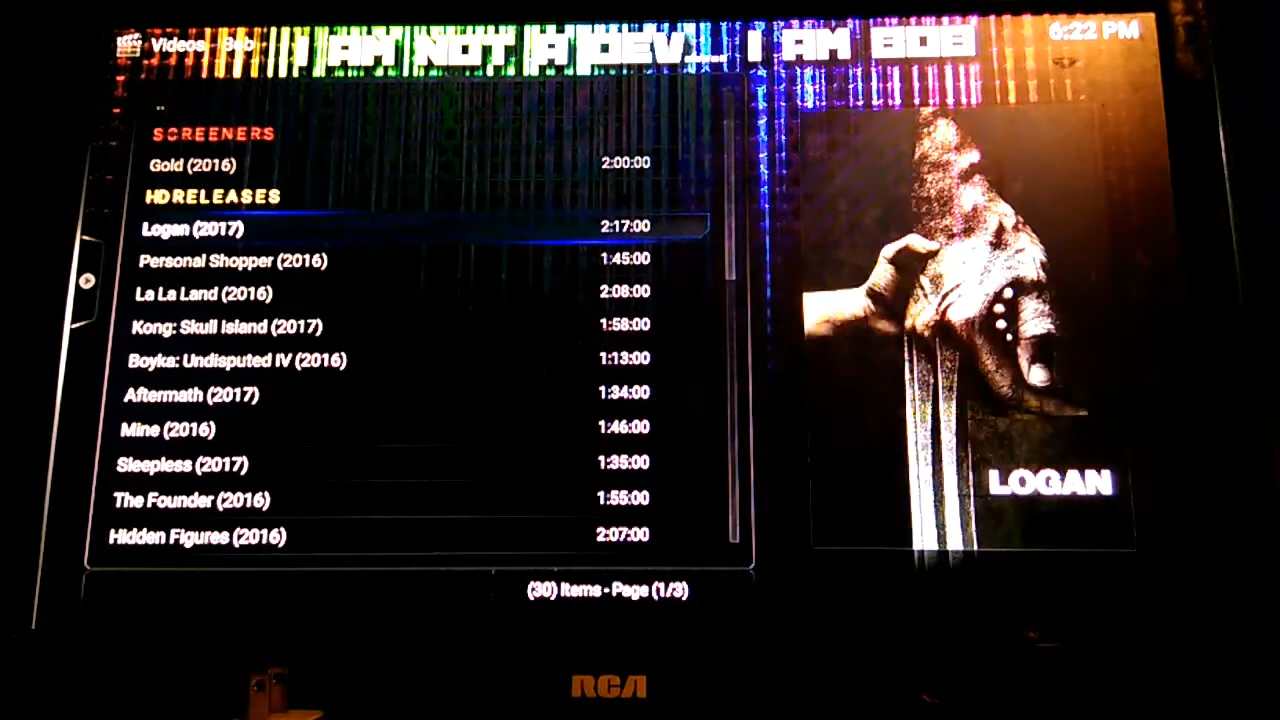 Videos - Bob
I AM NOT A DEV.... I AM BOB
6:22 PM
..
SCREENERS
Gold (2016) 2:00:00
HD RELEASES
Logan (2017) 2:17:00
Personal Shopper (2016) 1:45:00
La La Land (2016) 2:08:00
Kong: Skull Island (2017) 1:58:00
Boyka: Undisputed IV (2016) 1:13:00
Aftermath (2017) 1:34:00
Mine (2016) 1:46:00
Sleepless (2017) 1:35:00
The Founder (2016) 1:55:00
Hidden Figures (2016) 2:07:00
LOGAN
(30) Items - Page (1/3)
RCA